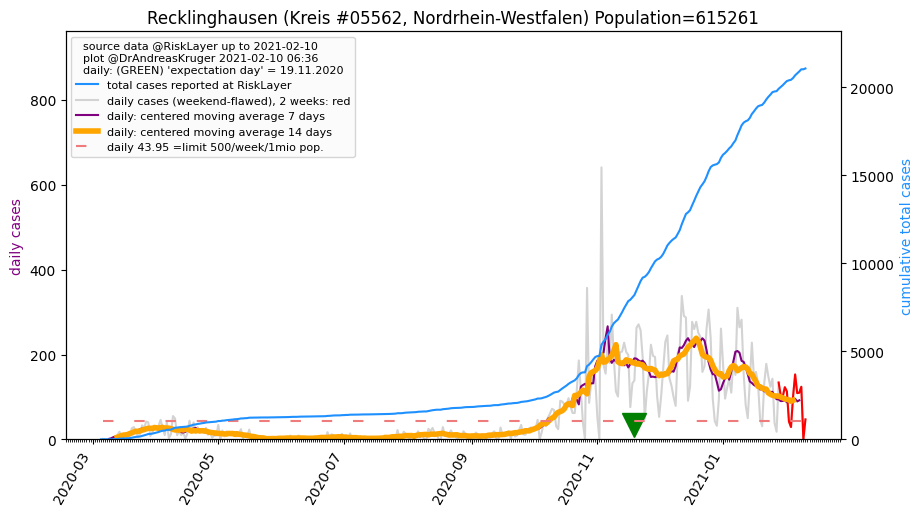 Recklinghausen (Kreis #05562, Nordrhein-Westfalen) Population=615261
source data @RiskLayer up to 2021-02-10
plot @DrAndreasKruger 2021-02-10 06:36
daily: (GREEN) 'expectation day' = 19.11.2020
total cases reported at RiskLayer
daily cases (weekend-flawed), 2 weeks: red
daily: centered moving average 7 days
daily: centered moving average 14 days
daily 43.95 =limit 500/week/1mio pop.
daily cases
800
600
400
200
0
cumulative total cases
20000
15000
10000
5000
0
2020-03
2020-05
2020-07
2020-09
2020-11
2021-01